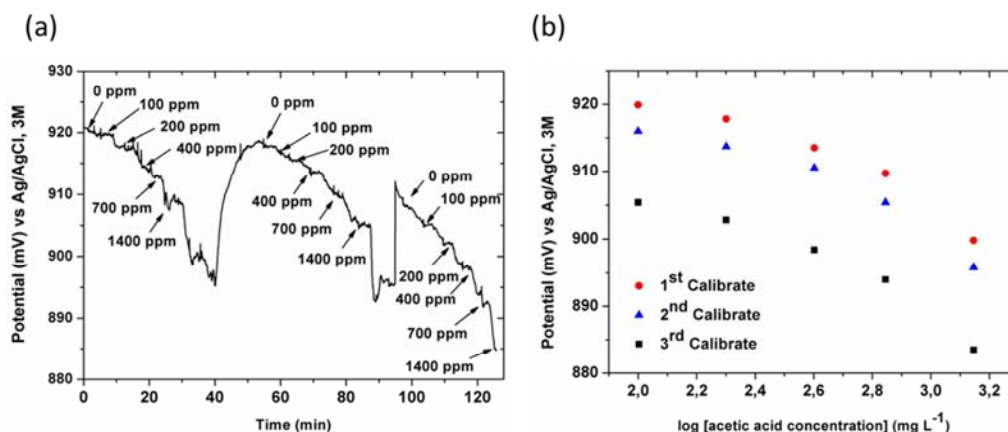 (a)
(b)
930
920
910
900
890
880
Potential (mV) vs Ag/AgCl, 3M
0
20
40
60
80
100
120
Time (min)
0 ppm
100 ppm
200 ppm
400 ppm
700 ppm
1400 ppm
0 ppm
100 ppm
200 ppm
400 ppm
700 ppm
1400 ppm
0 ppm
100 ppm
200 ppm
400 ppm
700 ppm
1400 ppm
920
910
900
890
880
Potential (mV) vs Ag/AgCl, 3M
1st Calibrate
2nd Calibrate
3rd Calibrate
2,0
2,2
2,4
2,6
2,8
3,0
3,2
log [acetic acid concentration] (mg L-1)